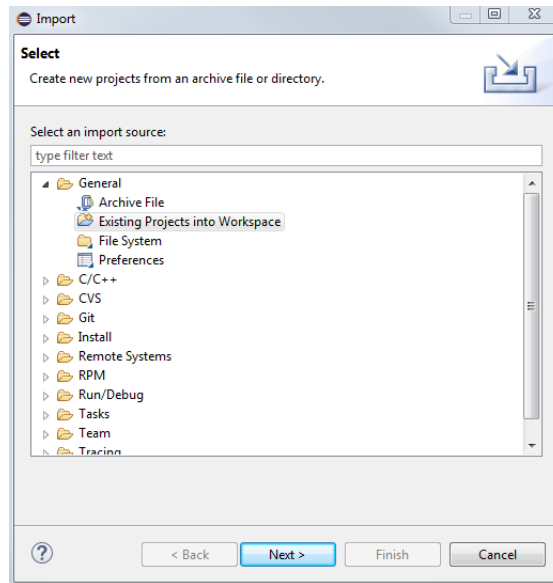 Import
Select
Create new projects from an archive file or directory.
Select an import source:
type filter text
General
Archive File
Existing Projects into Workspace
File System
Preferences
C/C++
CVS
Git
Install
Remote Systems
RPM
Run/Debug
Tasks
Team
Tracing
< Back Next > Finish Cancel